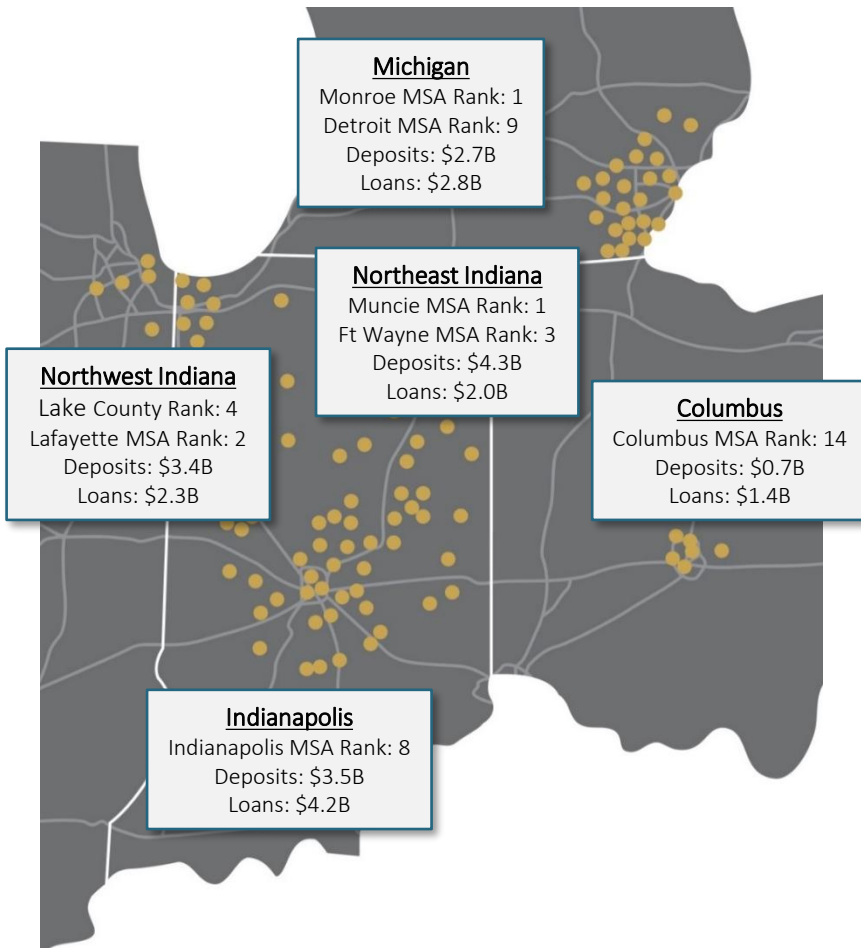 Michigan
Monroe MSA Rank: 1
Detroit MSA Rank: 9
Deposits: $2.7B
Loans: $2.8B
Northeast Indiana
Muncie MSA Rank: 1
Ft Wayne MSA Rank: 3
Deposits: $4.3B
Loans: $2.0B
Northwest Indiana
Lake County Rank: 4
Lafayette MSA Rank: 2
Deposits: $3.4B
Loans: $2.3B
Columbus
Columbus MSA Rank: 14
Deposits: $0.7B
Loans: $1.4B
Indianapolis
Indianapolis MSA Rank: 8
Deposits: $3.5B
Loans: $4.2B